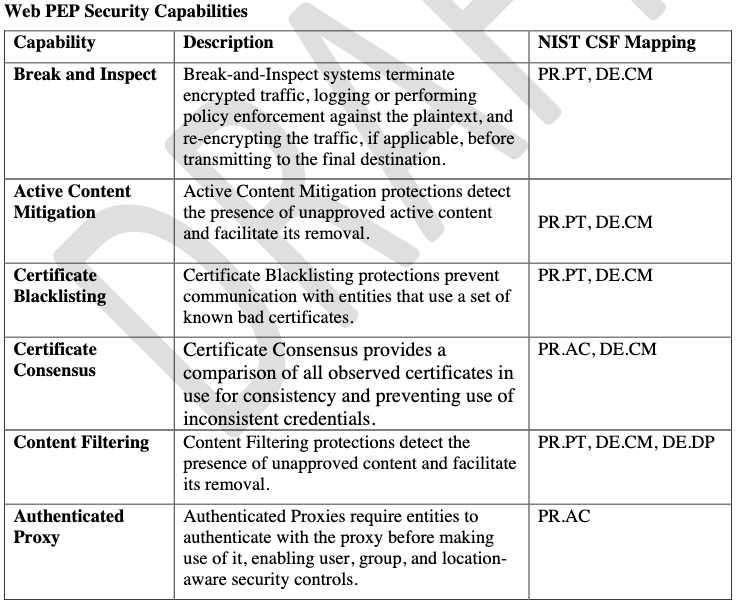 Web PEP Security Capabilities
Capability Description NIST CSF Mapping
Break and Inspect Break-and-Inspect systems terminate PR.PT, DE.CM
encrypted traffic, logging or performing
policy enforcement against the plaintext, and
re-encrypting the traffic, if applicable, before
transmitting to the final destination.
Active Content Active Content Mitigation protections detect
Mitigation the presence of unapproved active content PR.PT, DE.CM
and facilitate its removal.
Certificate Certificate Blacklisting protections prevent PR.PT, DE.CM
Blacklisting communication with entities that use a set of
known bad certificates.
Certificate Certificate Consensus provides a PR.AC, DE.CM
Consensus comparison of all observed certificates in
use for consistency and preventing use of
inconsistent credentials.
Content Filtering Content Filtering protections detect the PR.PT, DE.CM, DE.DP
presence of unapproved content and facilitate
its removal.
Authenticated Authenticated Proxies require entities to PR.AC
Proxy authenticate with the proxy before making
use of it, enabling user, group, and location-
aware security controls.